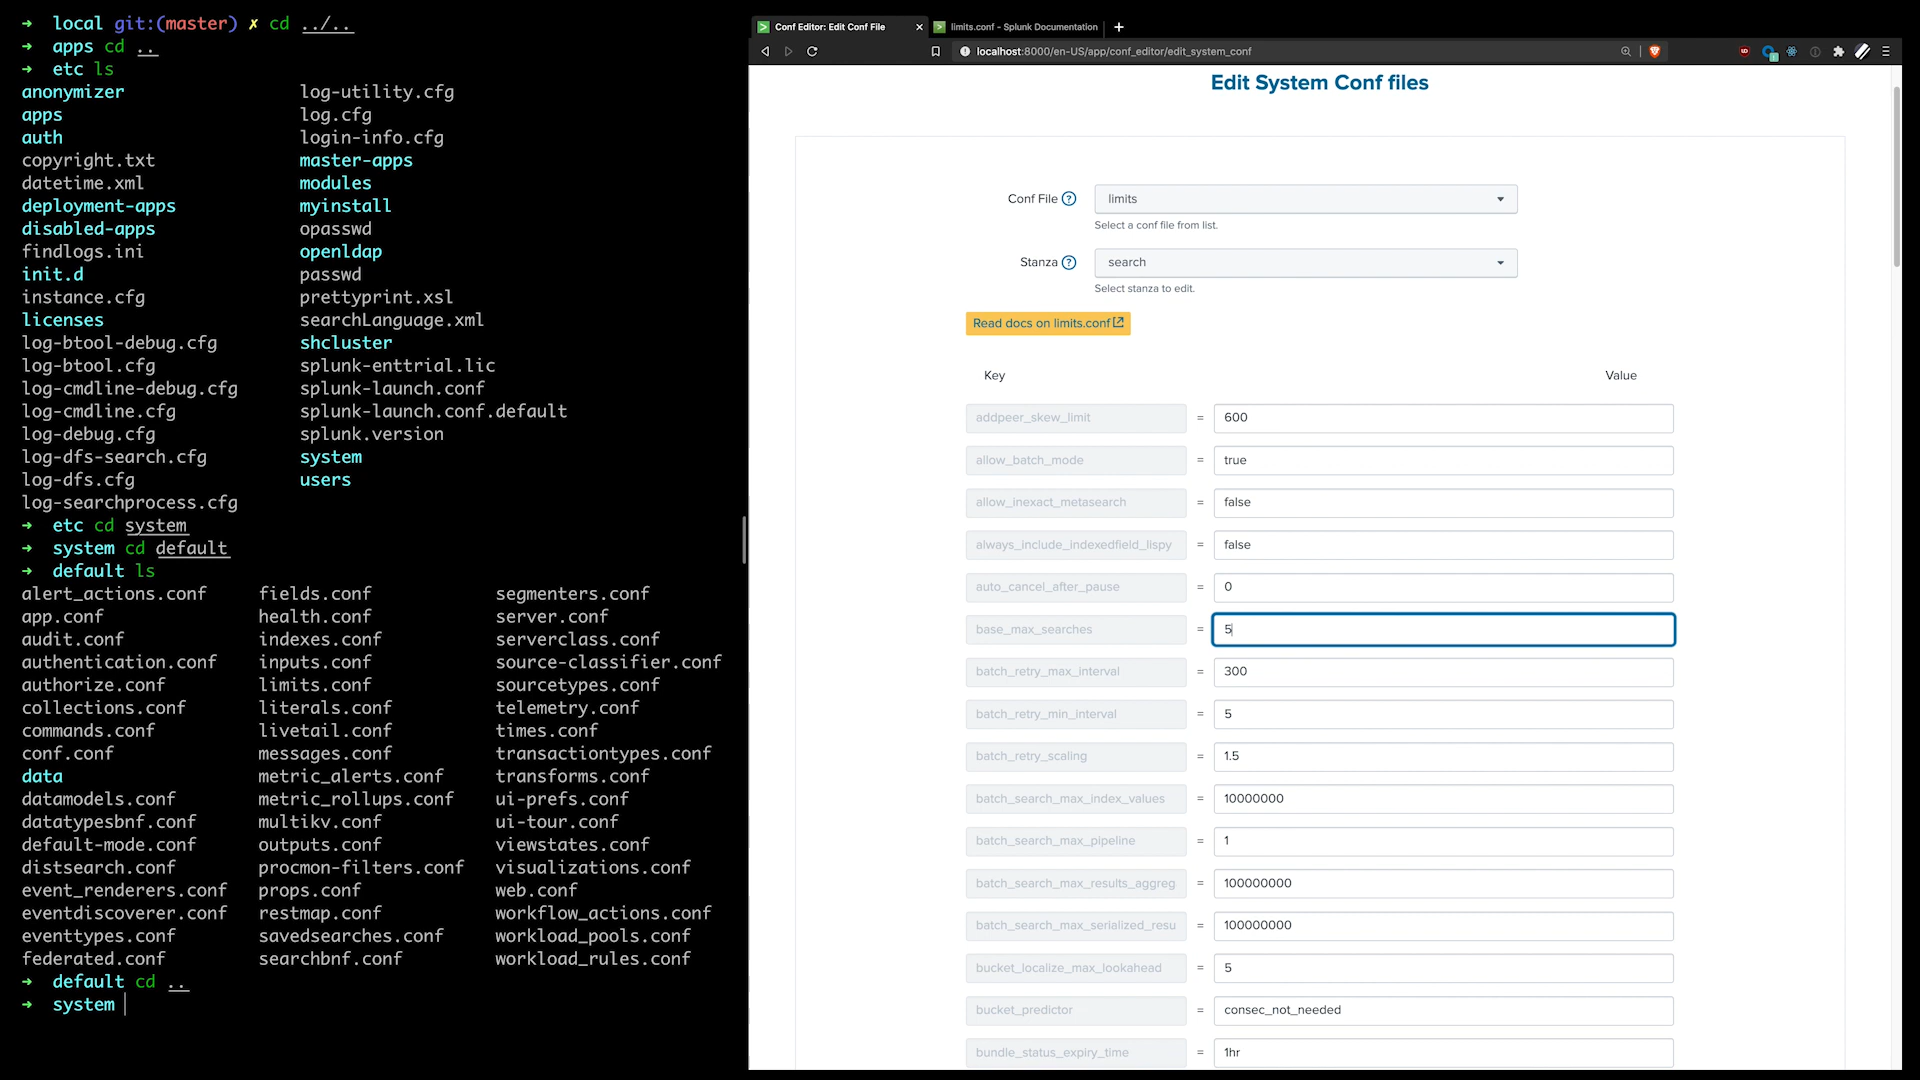 ➜ local git:(master) ✗ cd ../..
➜ apps cd ..
➜ etc ls
anonymizer log-utility.cfg
apps log.cfg
auth login-info.cfg
copyright.txt master-apps
datetime.xml modules
deployment-apps myinstall
disabled-apps opasswd
findlogs.ini openldap
init.d passwd
instance.cfg prettyprint.xsl
licenses searchLanguage.xml
log-btool-debug.cfg shcluster
log-btool.cfg splunk-enttrial.lic
log-cmdline-debug.cfg splunk-launch.conf
log-cmdline.cfg splunk-launch.conf.default
log-debug.cfg splunk.version
log-dfs-search.cfg system
log-dfs.cfg users
log-searchprocess.cfg
➜ etc cd system
➜ system cd default
➜ default ls
alert_actions.conf fields.conf segmenters.conf
app.conf health.conf server.conf
audit.conf indexes.conf serverclass.conf
authentication.conf inputs.conf source-classifier.conf
authorize.conf limits.conf sourcetypes.conf
collections.conf literals.conf telemetry.conf
commands.conf livetail.conf times.conf
conf.conf messages.conf transactiontypes.conf
data metric_alerts.conf transforms.conf
datamodels.conf metric_rollups.conf ui-prefs.conf
datatypesbnf.conf multikv.conf ui-tour.conf
default-mode.conf outputs.conf viewstates.conf
distsearch.conf procmon-filters.conf visualizations.conf
event_renderers.conf props.conf web.conf
eventdiscoverer.conf restmap.conf workflow_actions.conf
eventtypes.conf savedsearches.conf workload_pools.conf
federated.conf searchbnf.conf workload_rules.conf
➜ default cd ..
➜ system
Conf Editor: Edit Conf File
limits.conf - Splunk Documentation
localhost:8000/en-US/app/conf_editor/edit_system_conf
Edit System Conf files
Conf File ? limits
Select a conf file from list.
Stanza ? search
Select stanza to edit.
Read docs on limits.conf
Key Value
addpeer_skew_limit = 600
allow_batch_mode = true
allow_inexact_metasearch = false
always_include_indexedfield_lispy = false
auto_cancel_after_pause = 0
base_max_searches = 5
batch_retry_max_interval = 300
batch_retry_min_interval = 5
batch_retry_scaling = 1.5
batch_search_max_index_values = 10000000
batch_search_max_pipeline = 1
batch_search_max_results_aggreg = 100000000
batch_search_max_serialized_resu = 100000000
bucket_localize_max_lookahead = 5
bucket_predictor = consec_not_needed
bundle_status_expiry_time = 1hr